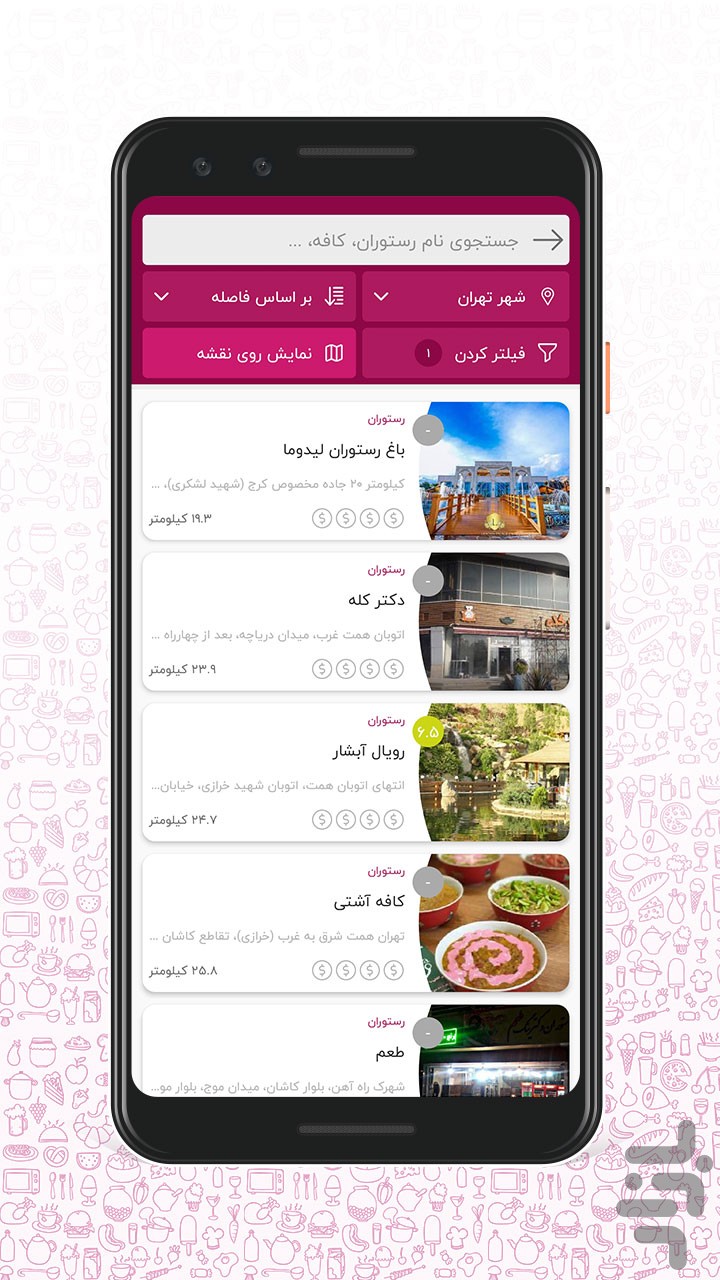 جستجوی نام رستوران، کافه، ...
شهر تهران
بر اساس فاصله
فیلتر کردن ۱
نمایش روی نقشه
رستوران
-
باغ رستوران لیدوما
کیلومتر ۲۰ جاده مخصوص کرج (شهید لشکری)، ...
۱۹.۳ کیلومتر
رستوران
-
دکتر کله
اتوبان همت غرب، میدان دریاچه، بعد از چهارراه ...
۲۳.۹ کیلومتر
رستوران
۶.۵
رویال آبشار
انتهای اتوبان همت، اتوبان شهید خرازی، خیابان...
۲۴.۷ کیلومتر
رستوران
-
کافه آشتی
تهران همت شرق به غرب (خرازی)، تقاطع کاشان ...
۲۵.۸ کیلومتر
رستوران
-
طعم
شهرک راه آهن، بلوار کاشان، میدان موج، بلوار مو...
بازار